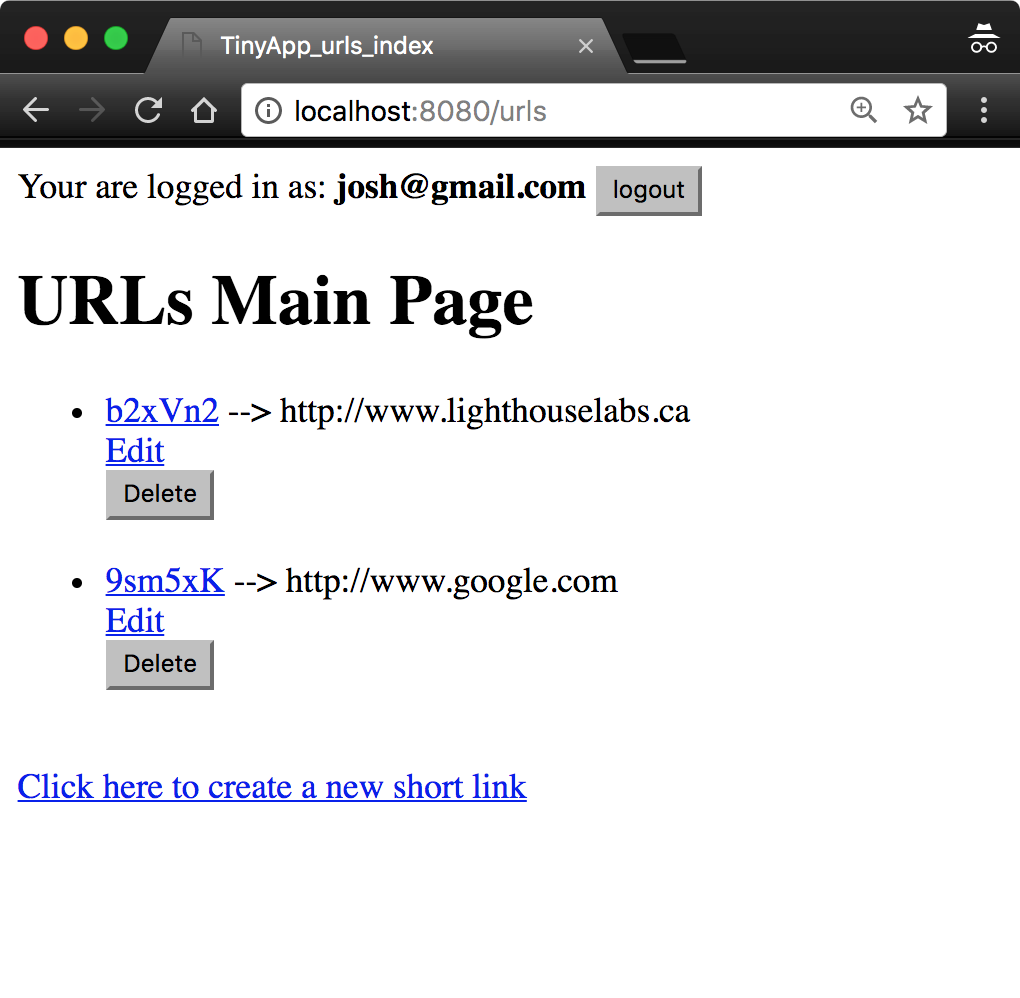 TinyApp_urls_index
localhost:8080/urls
Your are logged in as: josh@gmail.com logout
URLs Main Page
b2xVn2 --> http://www.lighthouselabs.ca
Edit
Delete
9sm5xK --> http://www.google.com
Edit
Delete
Click here to create a new short link